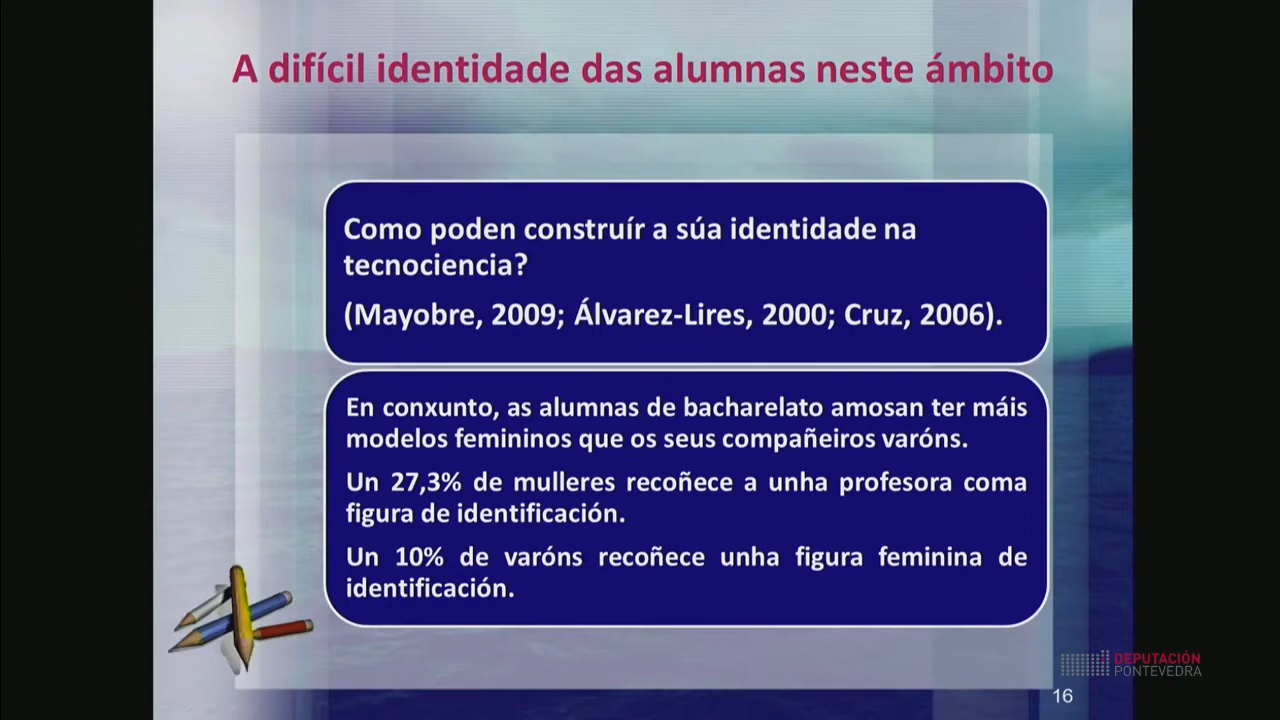 A difícil identidade das alumnas neste ámbito
Como poden construír a súa identidade na
tecnociencia?
(Mayobre, 2009; Álvarez-Lires, 2000; Cruz, 2006).
En conxunto, as alumnas de bacharelato amosan ter máis
modelos femininos que os seus compañeiros varóns.
Un 27,3% de mulleres recoñece a unha profesora coma
figura de identificación.
Un 10% de varóns recoñece unha figura feminina de
identificación.
DEPUTACIÓN
PONTEVEDRA
16